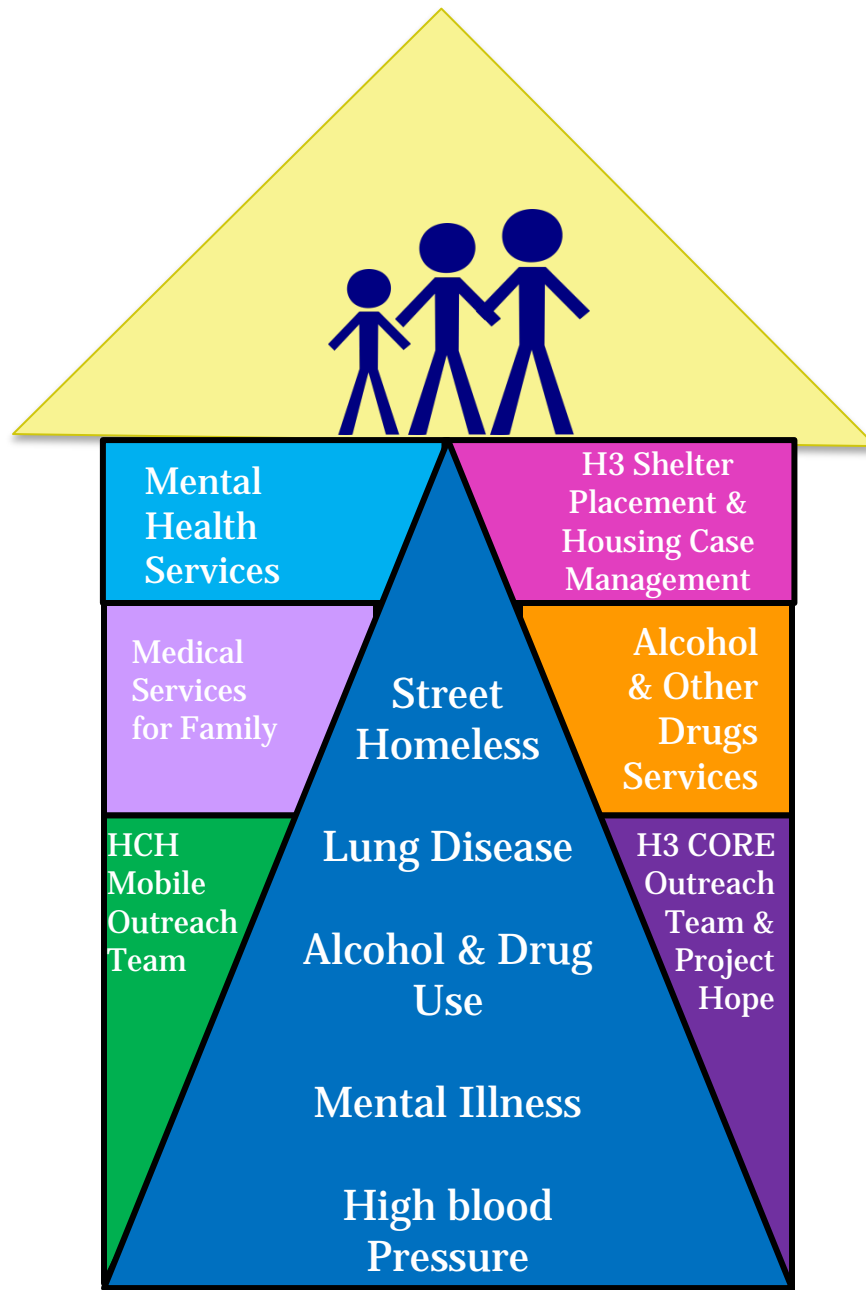 Mental
Health
Services
H3 Shelter
Placement &
Housing Case
Management
Medical
Services
for Family
Alcohol
& Other
Drugs
Services
HCH
Mobile
Outreach
Team
H3 CORE
Outreach
Team &
Project
Hope
Street
Homeless
Lung Disease
Alcohol & Drug
Use
Mental Illness
High blood
Pressure